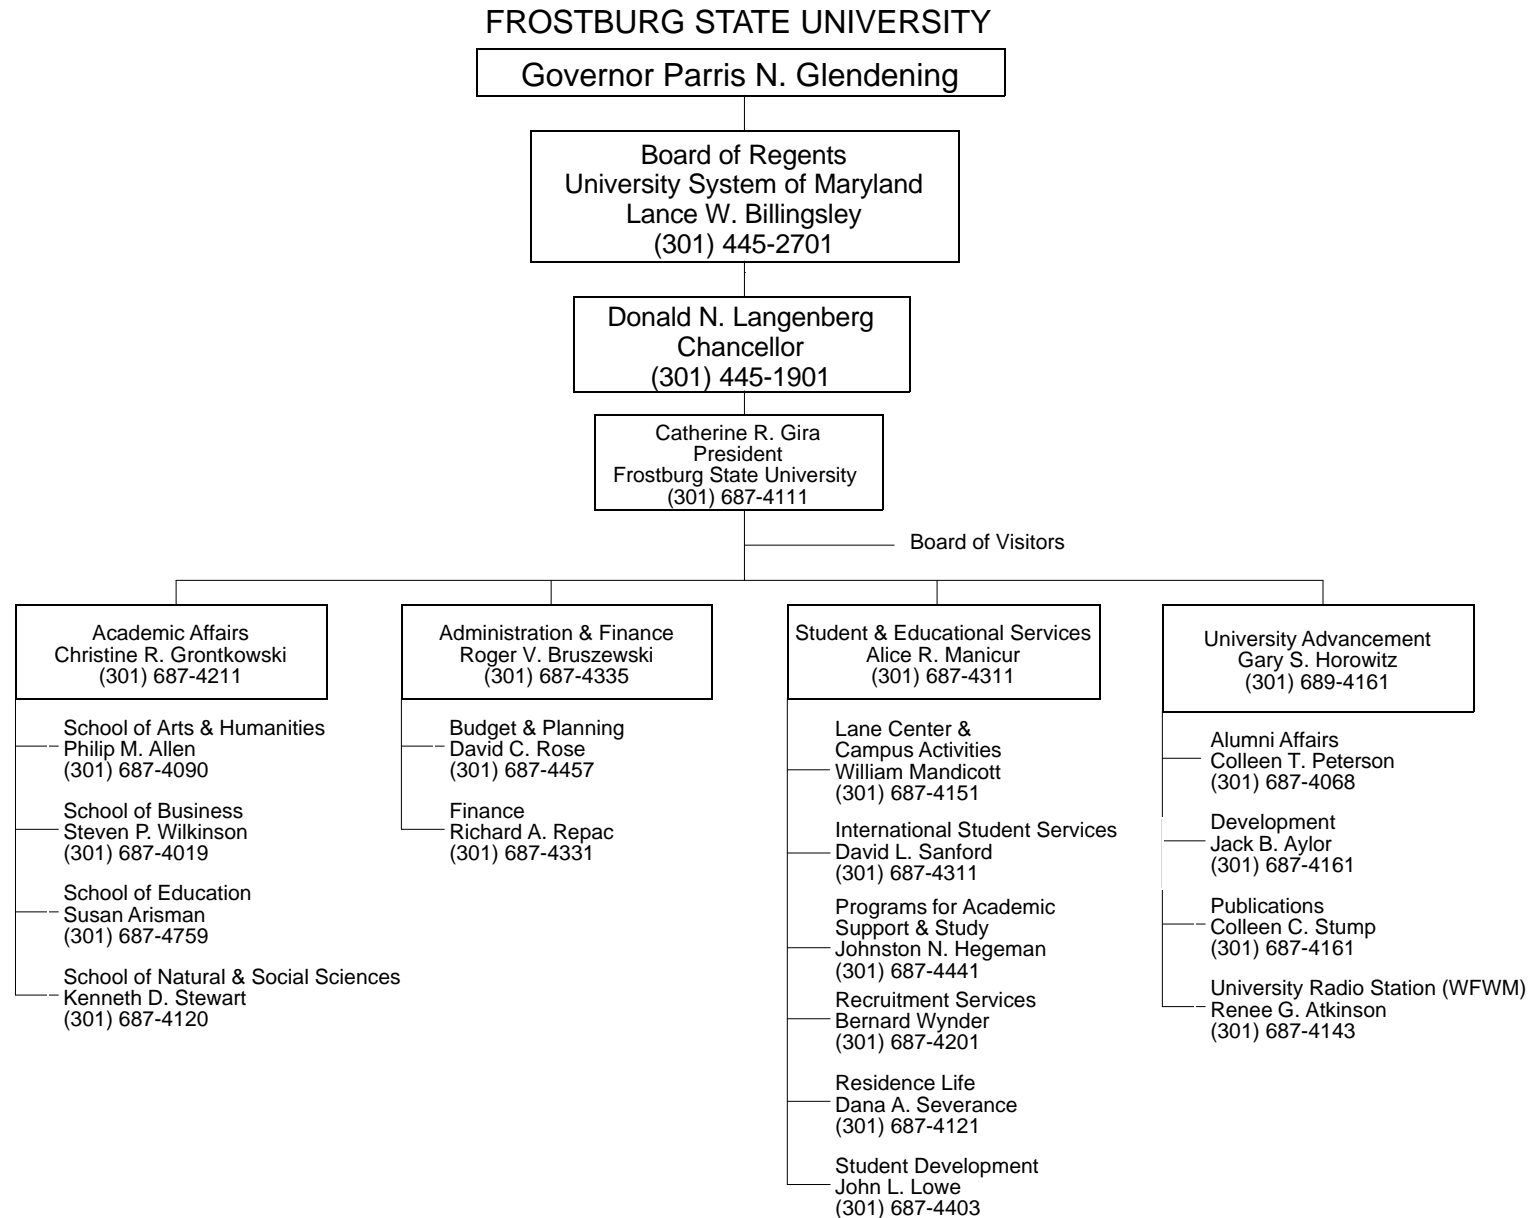 FROSTBURG STATE UNIVERSITY
Governor Parris N. Glendening
Board of Regents
University System of Maryland
Lance W. Billingsley
(301) 445-2701
Donald N. Langenberg
Chancellor
(301) 445-1901
Catherine R. Gira
President
Frostburg State University
(301) 687-4111
Board of Visitors
Academic Affairs
Christine R. Grontkowski
(301) 687-4211
School of Arts & Humanities
Philip M. Allen
(301) 687-4090
School of Business
Steven P. Wilkinson
(301) 687-4019
School of Education
Susan Arisman
(301) 687-4759
School of Natural & Social Sciences
Kenneth D. Stewart
(301) 687-4120
Administration & Finance
Roger V. Bruszewski
(301) 687-4335
Budget & Planning
David C. Rose
(301) 687-4457
Finance
Richard A. Repac
(301) 687-4331
Student & Educational Services
Alice R. Manicur
(301) 687-4311
Lane Center &
Campus Activities
William Mandicott
(301) 687-4151
International Student Services
David L. Sanford
(301) 687-4311
Programs for Academic
Support & Study
Johnston N. Hegeman
(301) 687-4441
Recruitment Services
Bernard Wynder
(301) 687-4201
Residence Life
Dana A. Severance
(301) 687-4121
Student Development
John L. Lowe
(301) 687-4403
University Advancement
Gary S. Horowitz
(301) 689-4161
Alumni Affairs
Colleen T. Peterson
(301) 687-4068
Development
Jack B. Aylor
(301) 687-4161
Publications
Colleen C. Stump
(301) 687-4161
University Radio Station (WFWM)
Renee G. Atkinson
(301) 687-4143